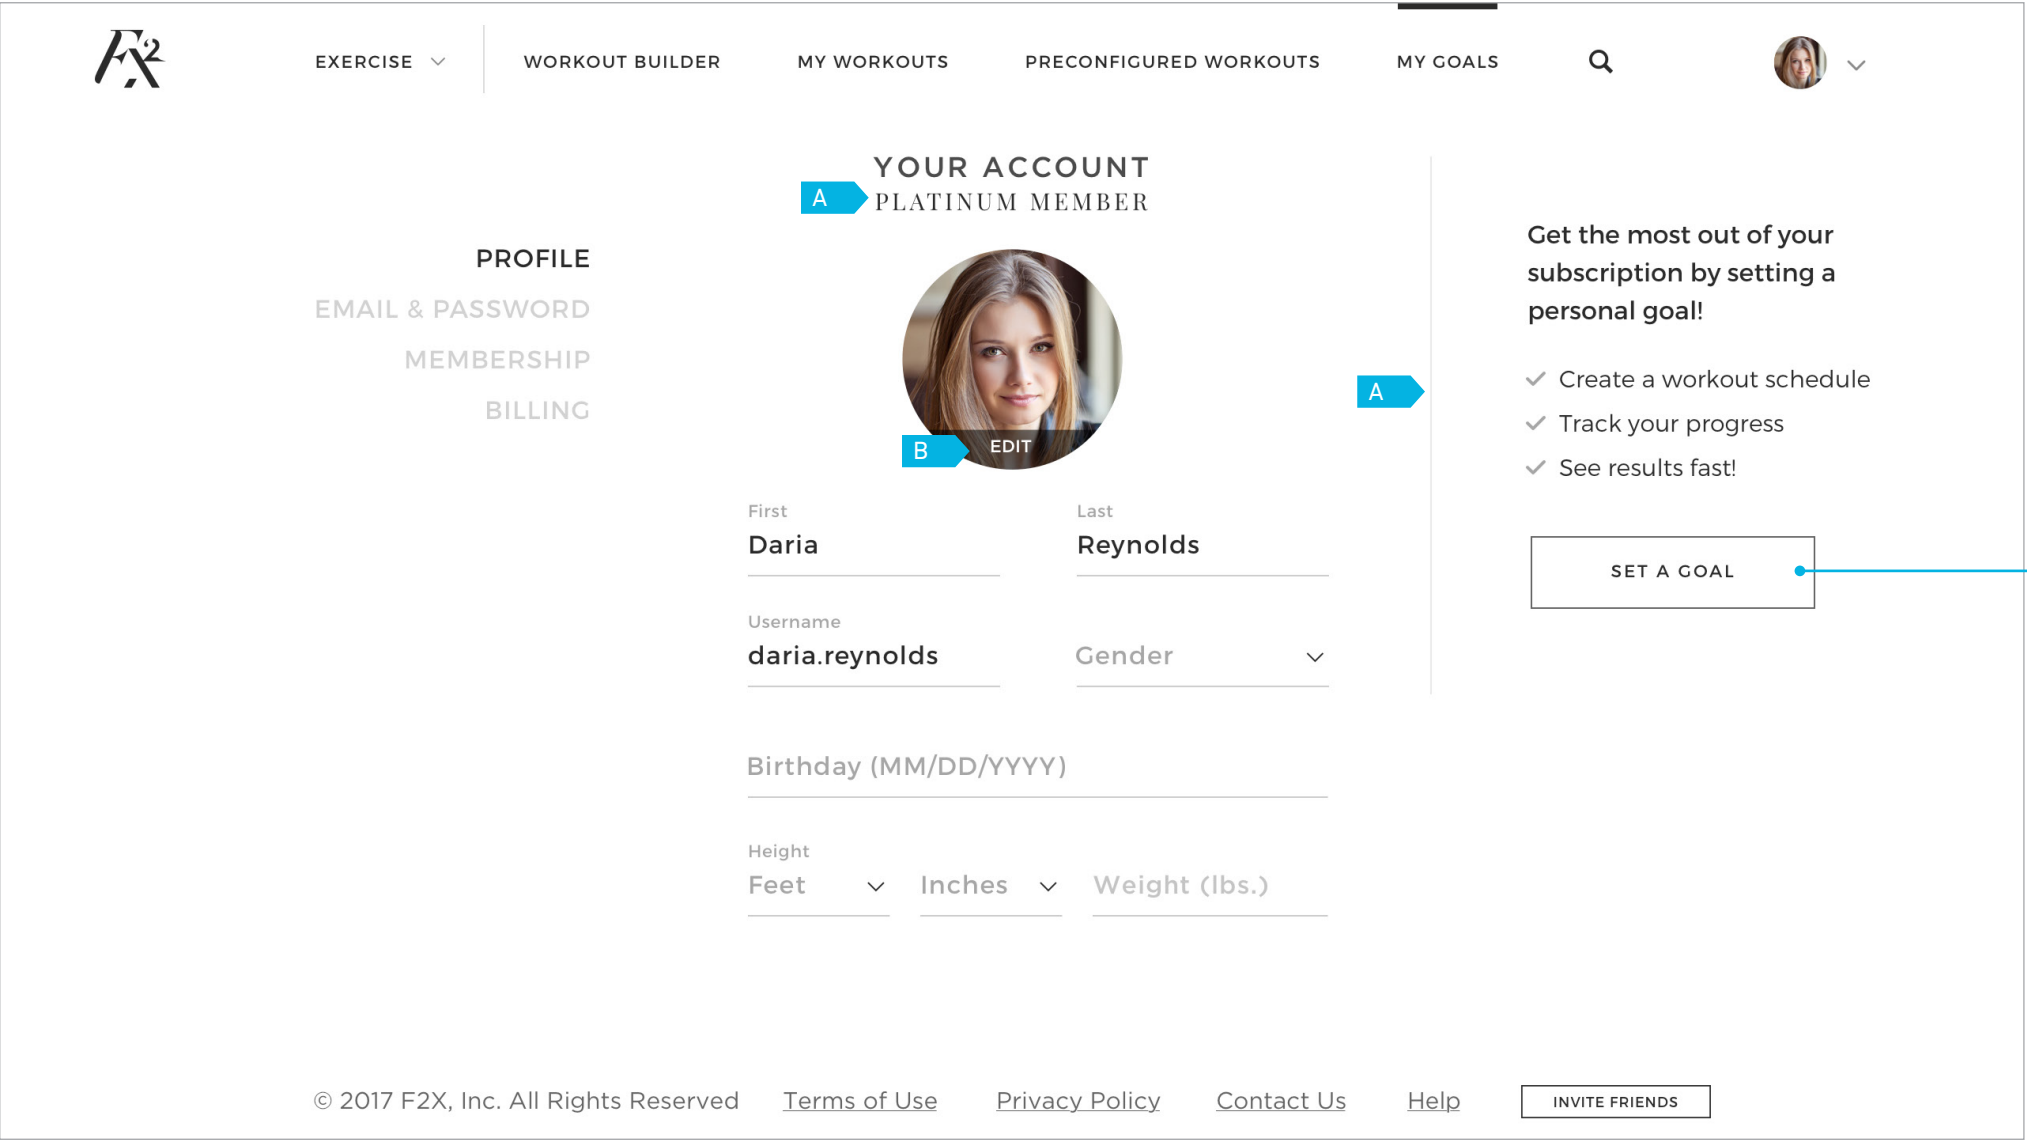 FX2
EXERCISE
WORKOUT BUILDER
MY WORKOUTS
PRECONFIGURED WORKOUTS
MY GOALS
YOUR ACCOUNT
A
PLATINUM MEMBER
PROFILE
EMAIL & PASSWORD
MEMBERSHIP
BILLING
B
EDIT
First
Daria
Last
Reynolds
Username
daria.reynolds
Gender
Birthday (MM/DD/YYYY)
Height
Feet
Inches
Weight (lbs.)
A
Get the most out of your
subscription by setting a
personal goal!
Create a workout schedule
Track your progress
See results fast!
SET A GOAL
© 2017 F2X, Inc. All Rights Reserved
Terms of Use
Privacy Policy
Contact Us
Help
INVITE FRIENDS